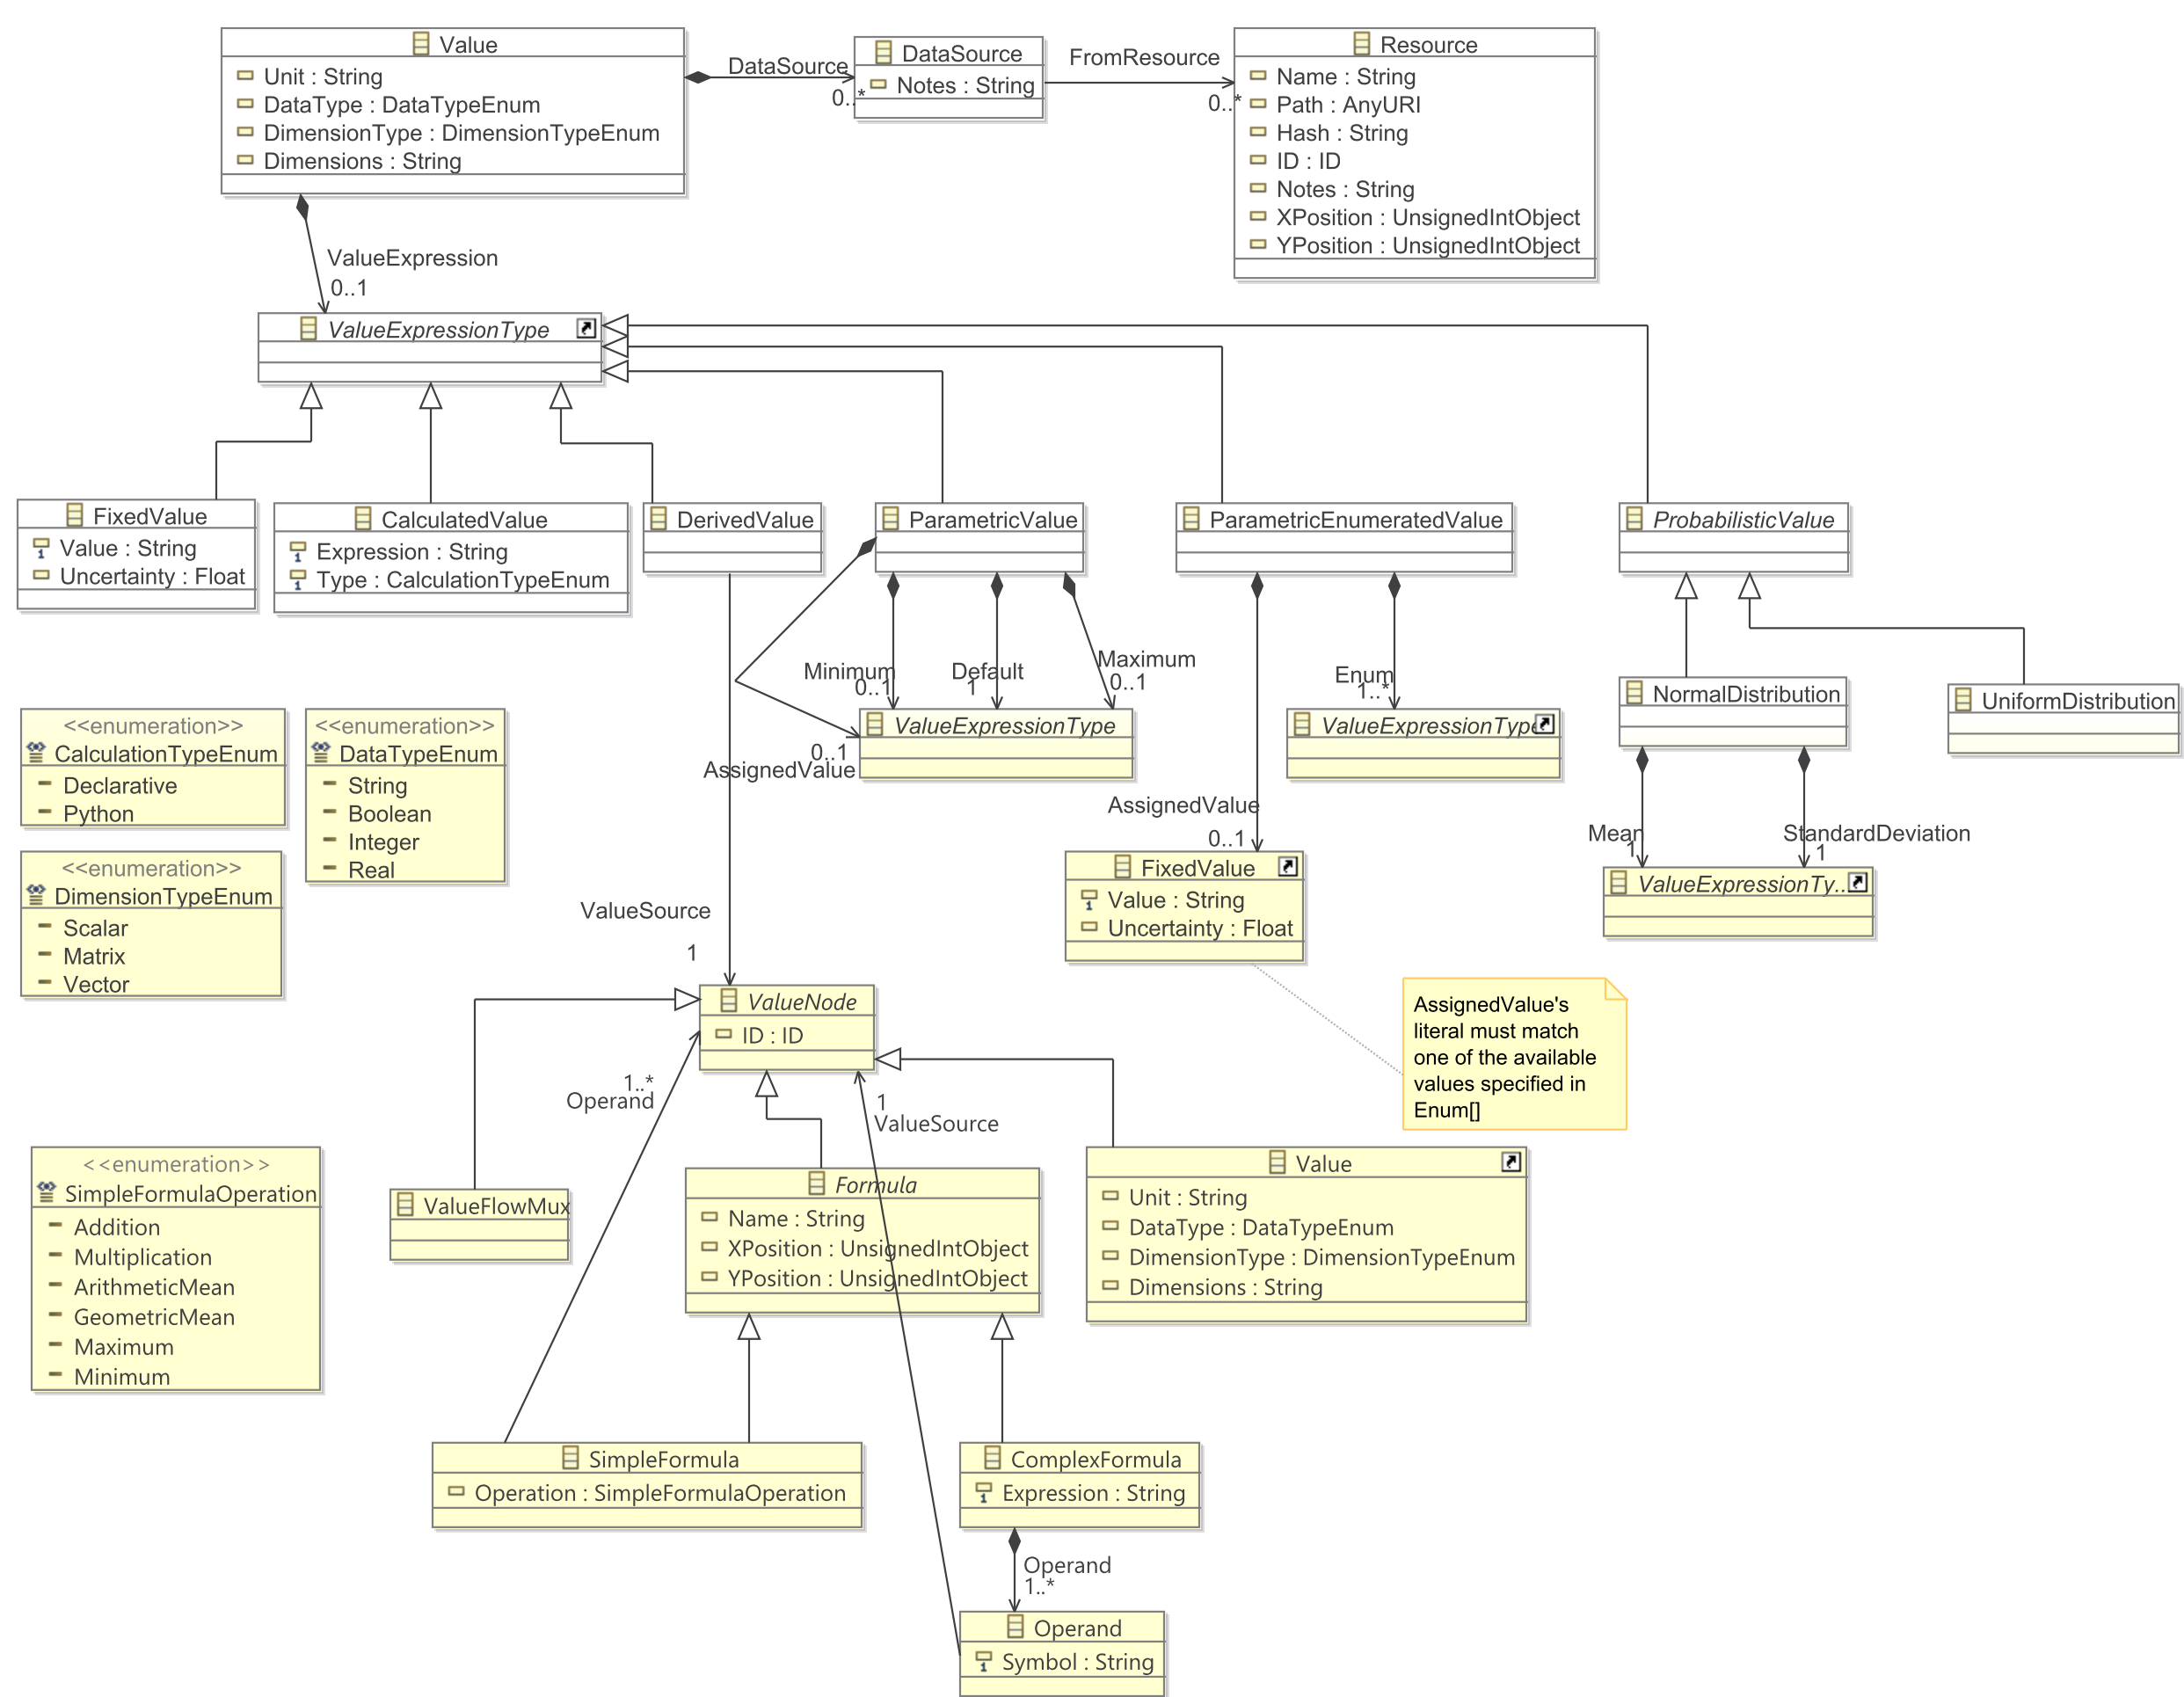 Value
Unit : String
DataType : DataTypeEnum
DimensionType : DimensionTypeEnum
Dimensions : String
DataSource
0..*
DataSource
Notes : String
FromResource
0..*
Resource
Name : String
Path : AnyURI
Hash : String
ID : ID
Notes : String
XPosition : UnsignedIntObject
YPosition : UnsignedIntObject
ValueExpression
0..1
ValueExpressionType
FixedValue
Value : String
Uncertainty : Float
CalculatedValue
Expression : String
Type : CalculationTypeEnum
DerivedValue
ParametricValue
ParametricEnumeratedValue
ProbabilisticValue
Minimum
0..1
Default
1
Maximum
0..1
Enum
1..*
NormalDistribution
UniformDistribution
<<enumeration>>
CalculationTypeEnum
Declarative
Python
<<enumeration>>
DataTypeEnum
String
Boolean
Integer
Real
0..1
AssignedValue
ValueExpressionType
ValueExpressionType
AssignedValue
0..1
Mean
1
StandardDeviation
1
<<enumeration>>
DimensionTypeEnum
Scalar
Matrix
Vector
FixedValue
Value : String
Uncertainty : Float
ValueExpressionTy...
ValueSource
1
ValueNode
ID : ID
AssignedValue's
literal must match
one of the available
values specified in
Enum[]
1..*
Operand
1
ValueSource
<<enumeration>>
SimpleFormulaOperation
Addition
Multiplication
ArithmeticMean
GeometricMean
Maximum
Minimum
ValueFlowMux
Formula
Name : String
XPosition : UnsignedIntObject
YPosition : UnsignedIntObject
Value
Unit : String
DataType : DataTypeEnum
DimensionType : DimensionTypeEnum
Dimensions : String
SimpleFormula
Operation : SimpleFormulaOperation
ComplexFormula
Expression : String
Operand
1..*
Operand
Symbol : String